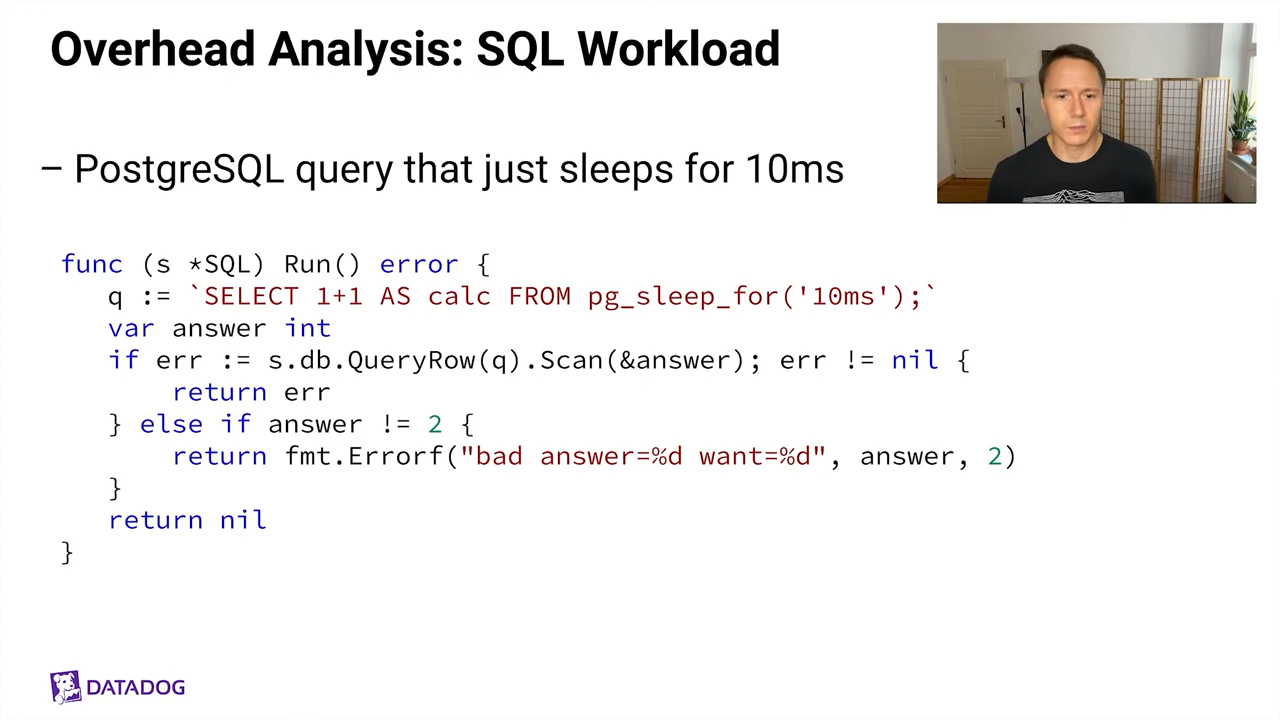 Overhead Analysis: SQL Workload
– PostgreSQL query that just sleeps for 10ms
func (s *SQL) Run() error {
   q := `SELECT 1+1 AS calc FROM pg_sleep_for('10ms');`
   var answer int
   if err := s.db.QueryRow(q).Scan(&answer); err != nil {
       return err
   } else if answer != 2 {
       return fmt.Errorf("bad answer=%d want=%d", answer, 2)
   }
   return nil
}
DATADOG